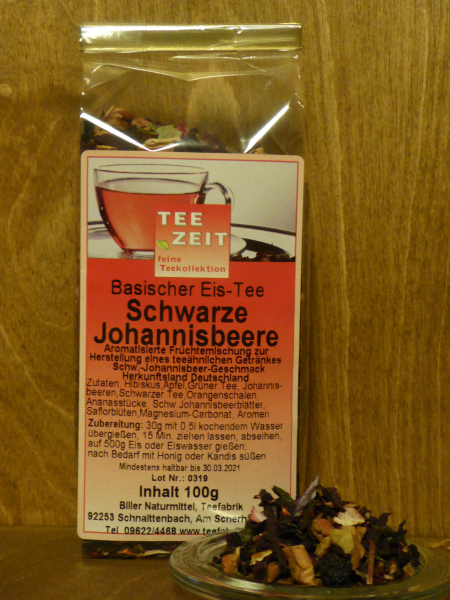 TEE
ZEIT
feine
Teekollektion
Basischer Eis-Tee
Schwarze
Johannisbeere
Aromatisierte Früchtemischung zur
Herstellung eines teeähnlichen Getränkes
Schw.-Johannisbeer-Geschmack
Herkunftsland Deutschland
Zutaten: Hibiskus,Apfel,Grüner Tee, Johannis-
beeren,Schwarzer Tee,Orangenschalen,
Ananasstücke, Schw.Johannisbeerblätter,
Saflorblüten,Magnesium-Carbonat, Aromen
Zubereitung: 30g mit 0,5l kochendem Wasser
übergießen, 15 Min. ziehen lassen, abseihen,
auf 500g Eis oder Eiswasser gießen;
nach Bedarf mit Honig oder Kandis süßen
Mindestens haltbar bis 30.03.2021
Lot Nr.: 0319
Inhalt 100g
Biller Naturmittel, Teefabrik
92253 Schnaittenbach, Am
Tel. 09622/4468